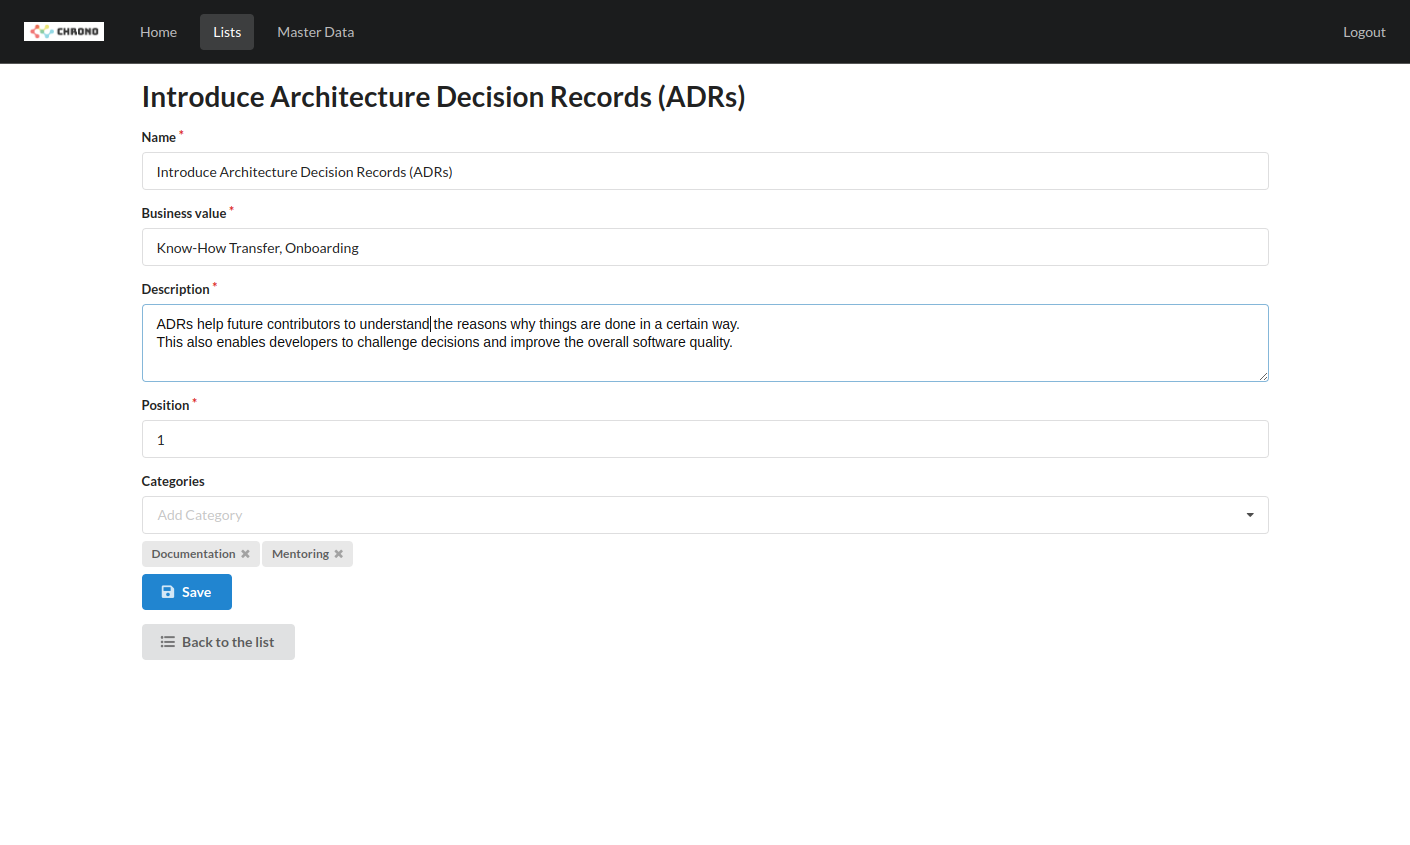 CHRONO
Home
Lists
Master Data
Logout
Introduce Architecture Decision Records (ADRs)
Name *
Introduce Architecture Decision Records (ADRs)
Business value *
Know-How Transfer, Onboarding
Description *
ADRs help future contributors to understand the reasons why things are done in a certain way.
This also enables developers to challenge decisions and improve the overall software quality.
Position *
1
Categories
Add Category
Documentation
Mentoring
Save
Back to the list